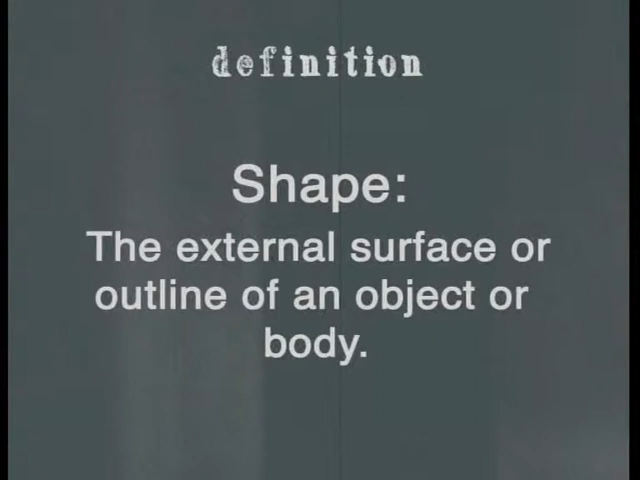 definition
Shape:
The external surface or
outline of an object or
body.